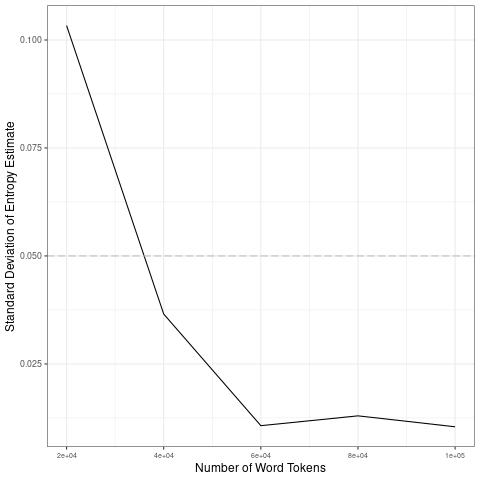 Standard Deviation of Entropy Estimate
0.100
0.075
0.050
0.025
2e+04 4e+04 6e+04 8e+04 1e+05
Number of Word Tokens